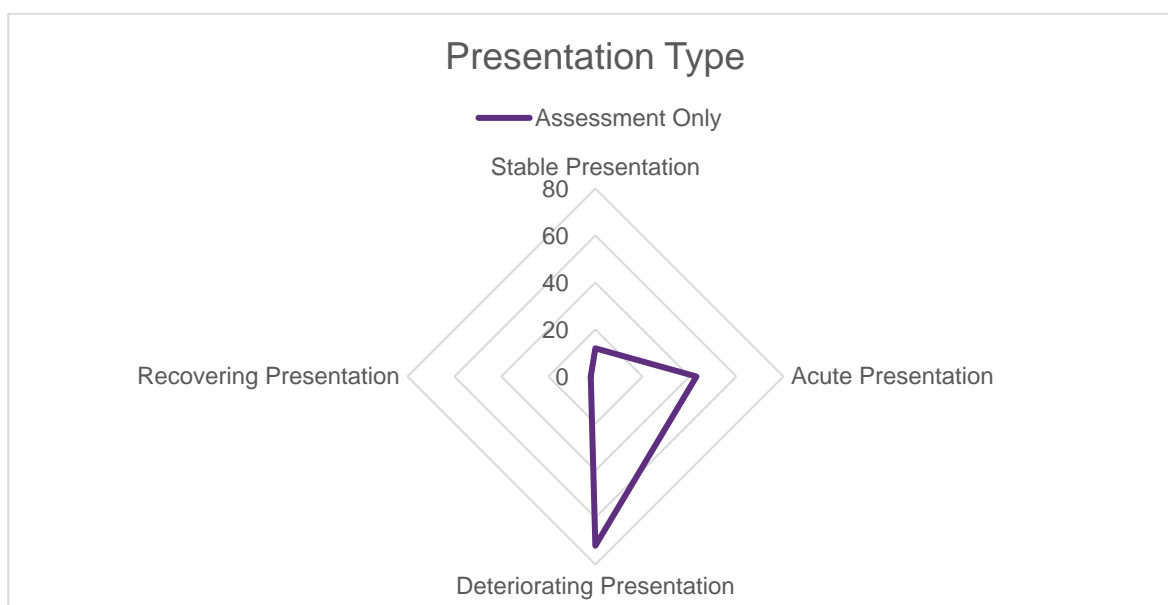 Presentation Type
Assessment Only
Stable Presentation
80
60
40
20
0
Recovering Presentation
Acute Presentation
Deteriorating Presentation